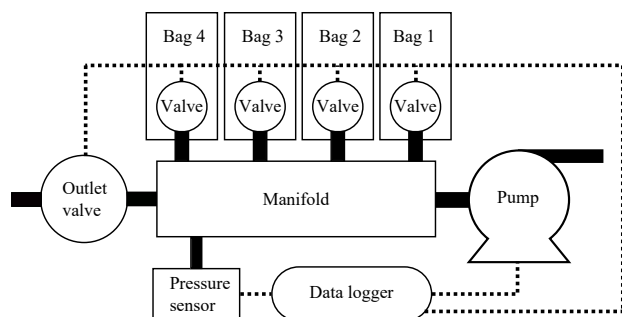 Bag 4
Bag 3
Bag 2
Bag 1
Valve
Valve
Valve
Valve
Outlet
valve
Manifold
Pump
Pressure
sensor
Data logger